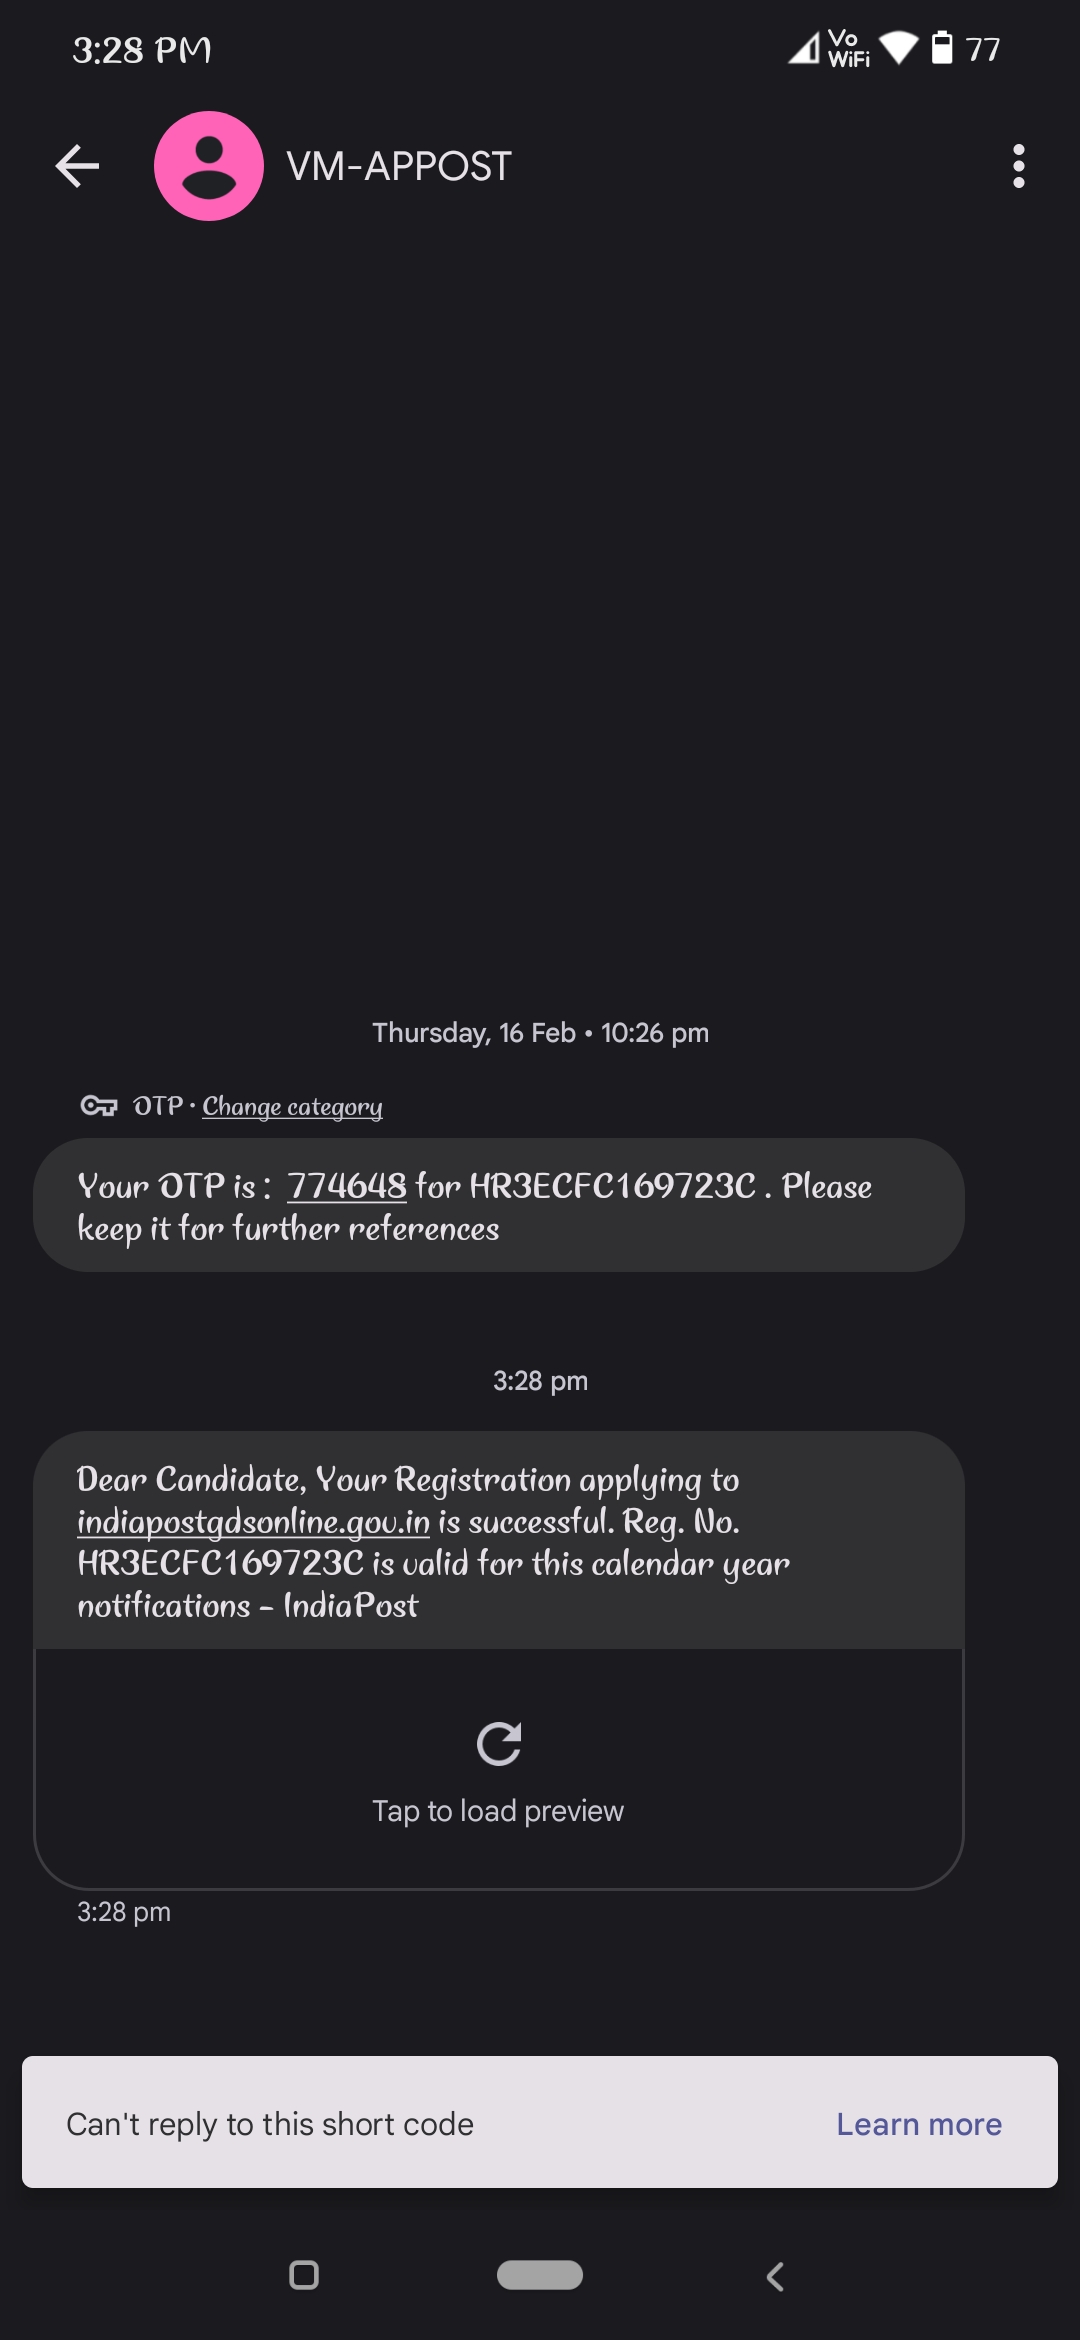 3:28 PM
Vo WiFi 77
VM-APPOST
Thursday, 16 Feb • 10:26 pm
OTP · Change category
Your OTP is : 774648 for HR3ECFC169723C . Please
keep it for further references
3:28 pm
Dear Candidate, Your Registration applying to
indiapostgdsonline.gov.in is successful. Reg. No.
HR3ECFC169723C is valid for this calendar year
notifications - IndiaPost
Tap to load preview
3:28 pm
Can't reply to this short code Learn more